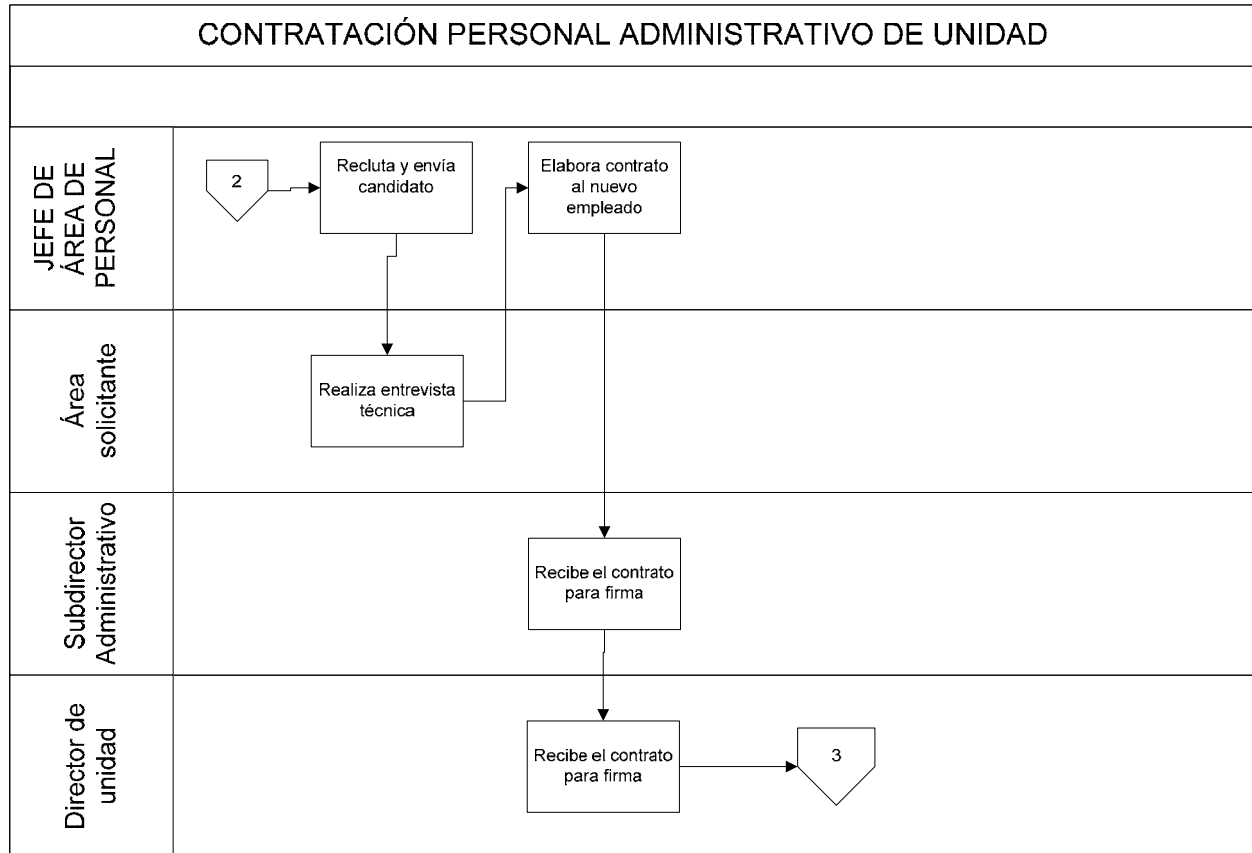 CONTRATACIÓN PERSONAL ADMINISTRATIVO DE UNIDAD
JEFE DE
ÁREA DE
PERSONAL
2
Recluta y envía
candidato
Elabora contrato
al nuevo
empleado
Área
solicitante
Realiza entrevista
técnica
Subdirector
Administrativo
Recibe el contrato
para firma
Director de
unidad
Recibe el contrato
para firma
3